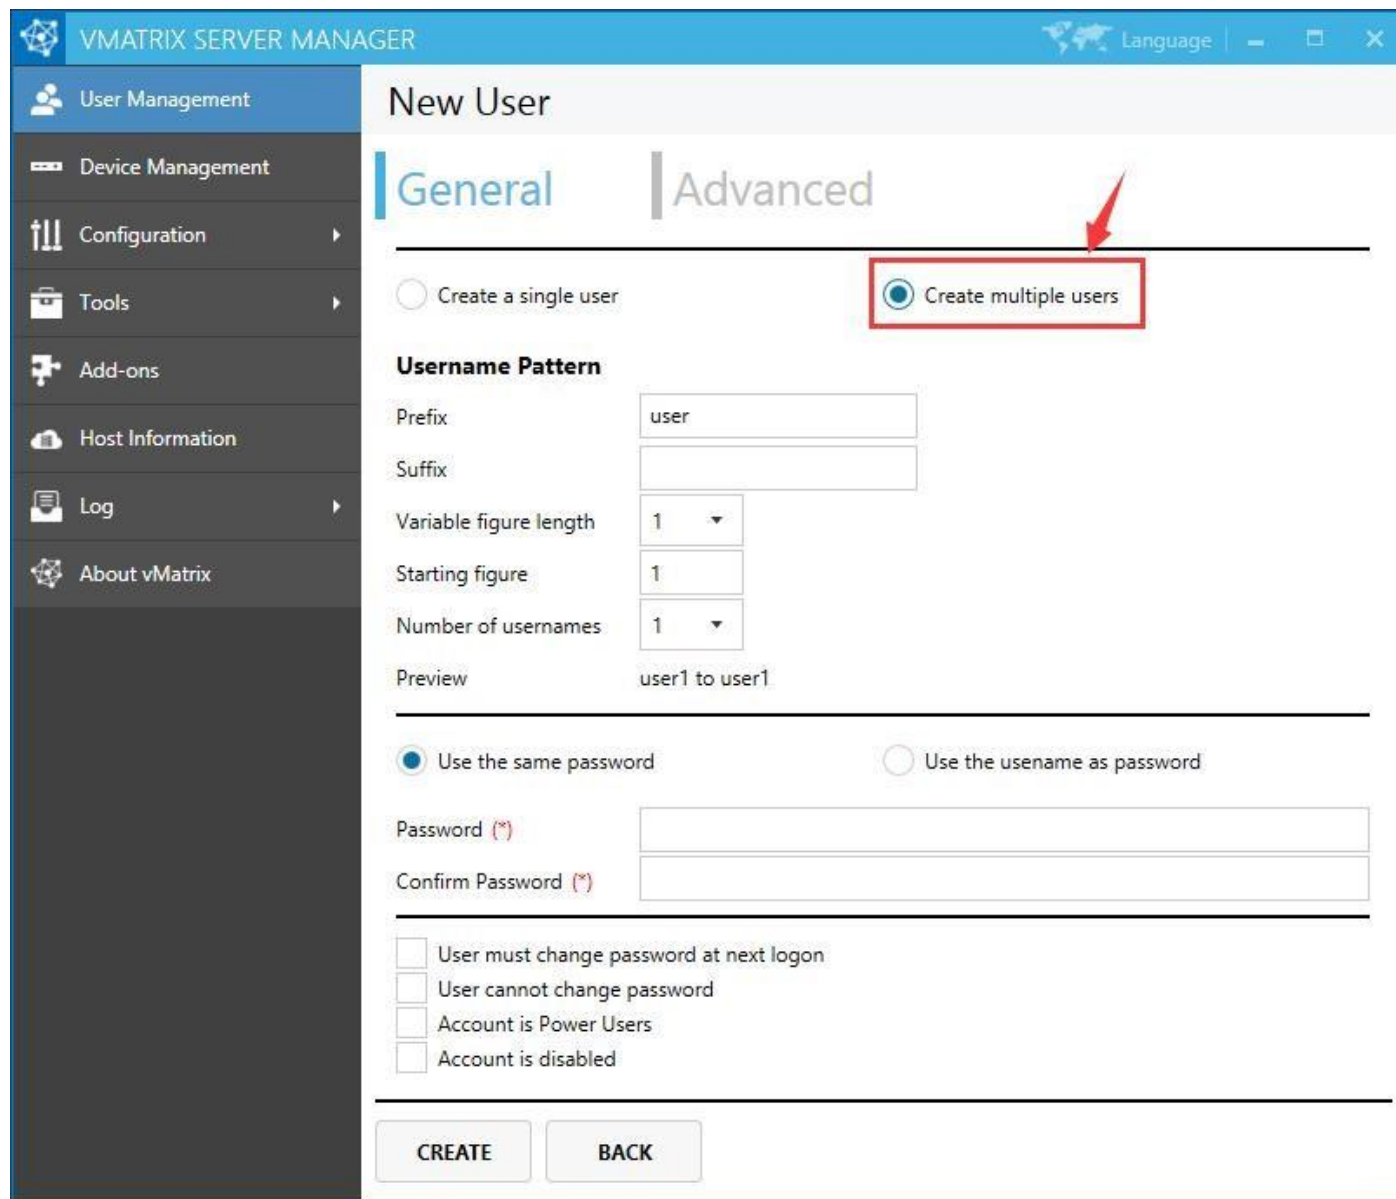 VMATRIX SERVER MANAGER
Language
User Management
Device Management
Configuration
Tools
Add-ons
Host Information
Log
About vMatrix
New User
General
Advanced
Create a single user
Create multiple users
Username Pattern
Prefix
user
Suffix
Variable figure length
1
Starting figure
1
Number of usernames
1
Preview
user1 to user1
Use the same password
Use the usename as password
Password (*)
Confirm Password (*)
User must change password at next logon
User cannot change password
Account is Power Users
Account is disabled
CREATE
BACK